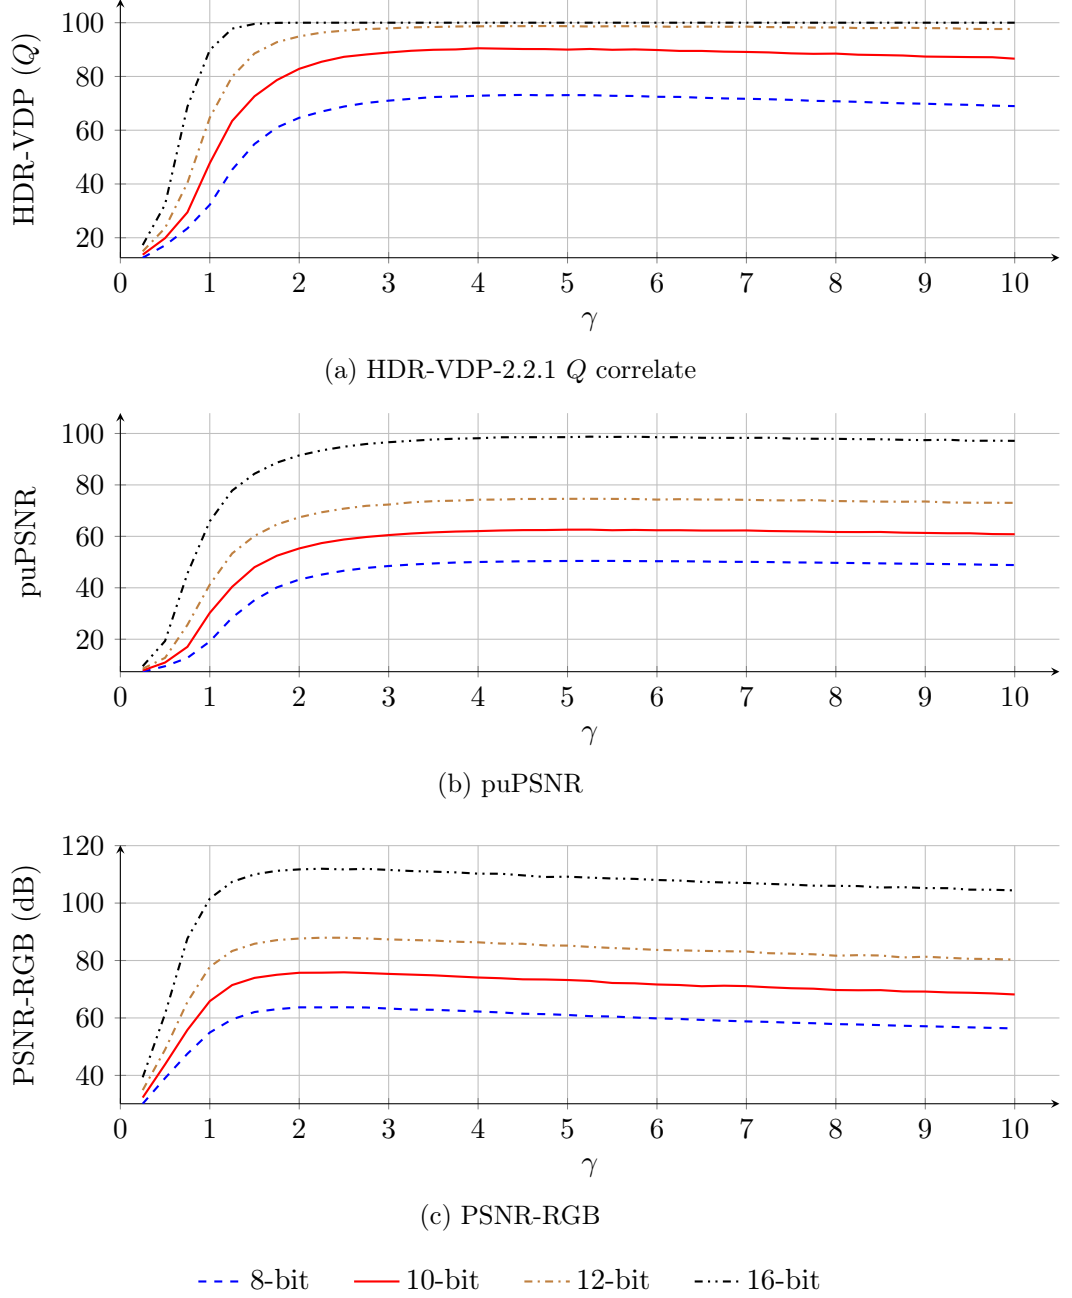 HDR-VDP (Q)
100
80
60
40
20
0 1 2 3 4 5 6 7 8 9 10
γ
(a) HDR-VDP-2.2.1 Q correlate
puPSNR
100
80
60
40
20
0 1 2 3 4 5 6 7 8 9 10
γ
(b) puPSNR
PSNR-RGB (dB)
120
100
80
60
40
0 1 2 3 4 5 6 7 8 9 10
γ
(c) PSNR-RGB
8-bit 10-bit 12-bit 16-bit